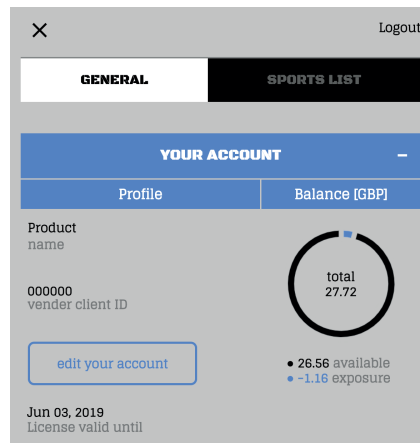 Logout
GENERAL
SPORTS LIST
YOUR ACCOUNT
Profile
Balance [GBP]
Product
name
000000
vender client ID
edit your account
Jun 03, 2019
License valid until
total
27.72
26.56 available
-1.16 exposure